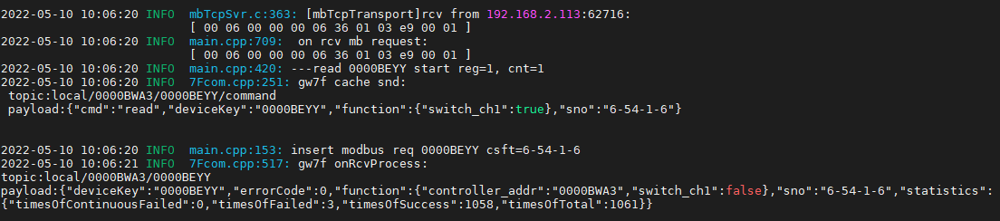 2022-05-10 10:06:20 INFO  mbTcpSvr.c:363: [mbTcpTransport]rcv from 192.168.2.113:62716:
[ 00 06 00 00 00 06 36 01 03 e9 00 01 ]
2022-05-10 10:06:20 INFO  main.cpp:709:  on rcv mb request:
[ 00 06 00 00 00 06 36 01 03 e9 00 01 ]
2022-05-10 10:06:20 INFO  main.cpp:420: ---read 0000BEYY start reg=1, cnt=1
2022-05-10 10:06:20 INFO  7Fcom.cpp:251: gw7f cache snd:
topic:local/0000BWA3/0000BEYY/command
payload:{"cmd":"read","deviceKey":"0000BEYY","function":{"switch_ch1":true},"sno":"6-54-1-6"}
2022-05-10 10:06:20 INFO  main.cpp:153: insert modbus req 0000BEYY csft=6-54-1-6
2022-05-10 10:06:21 INFO  7Fcom.cpp:517: gw7f onRcvProcess:
topic:local/0000BWA3/0000BEYY
payload:{"deviceKey":"0000BEYY","errorCode":0,"function":{"controller_addr":"0000BWA3","switch_ch1":false},"sno":"6-54-1-6","statistics":
{"timesOfContinuousFailed":0,"timesOfFailed":3,"timesOfSuccess":1058,"timesOfTotal":1061}}